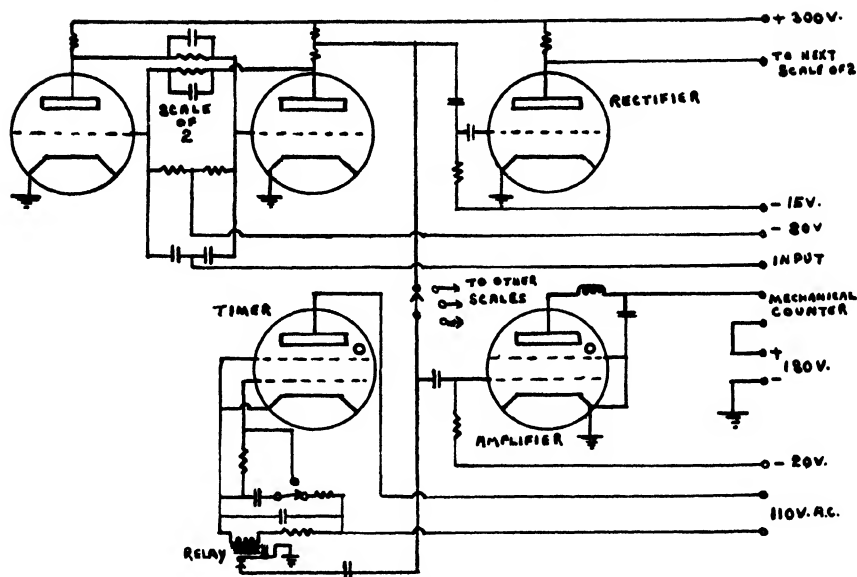 + 300V.
TO NEXT
SCALE OF 2
SCALE
OF
2
RECTIFIER
- 15V.
- 80V
INPUT
TIMER
TO OTHER
SCALES
MECHANICAL
COUNTER
+
180V.
-
AMPLIFIER
- 20V.
110V. A.C.
RELAY